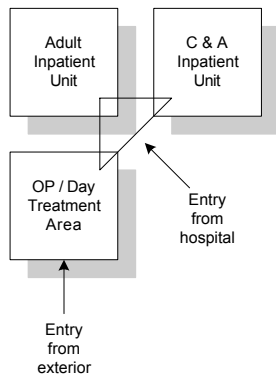 Adult
Inpatient
Unit
C & A
Inpatient
Unit
OP / Day
Treatment
Area
Entry
from
hospital
Entry
from
exterior